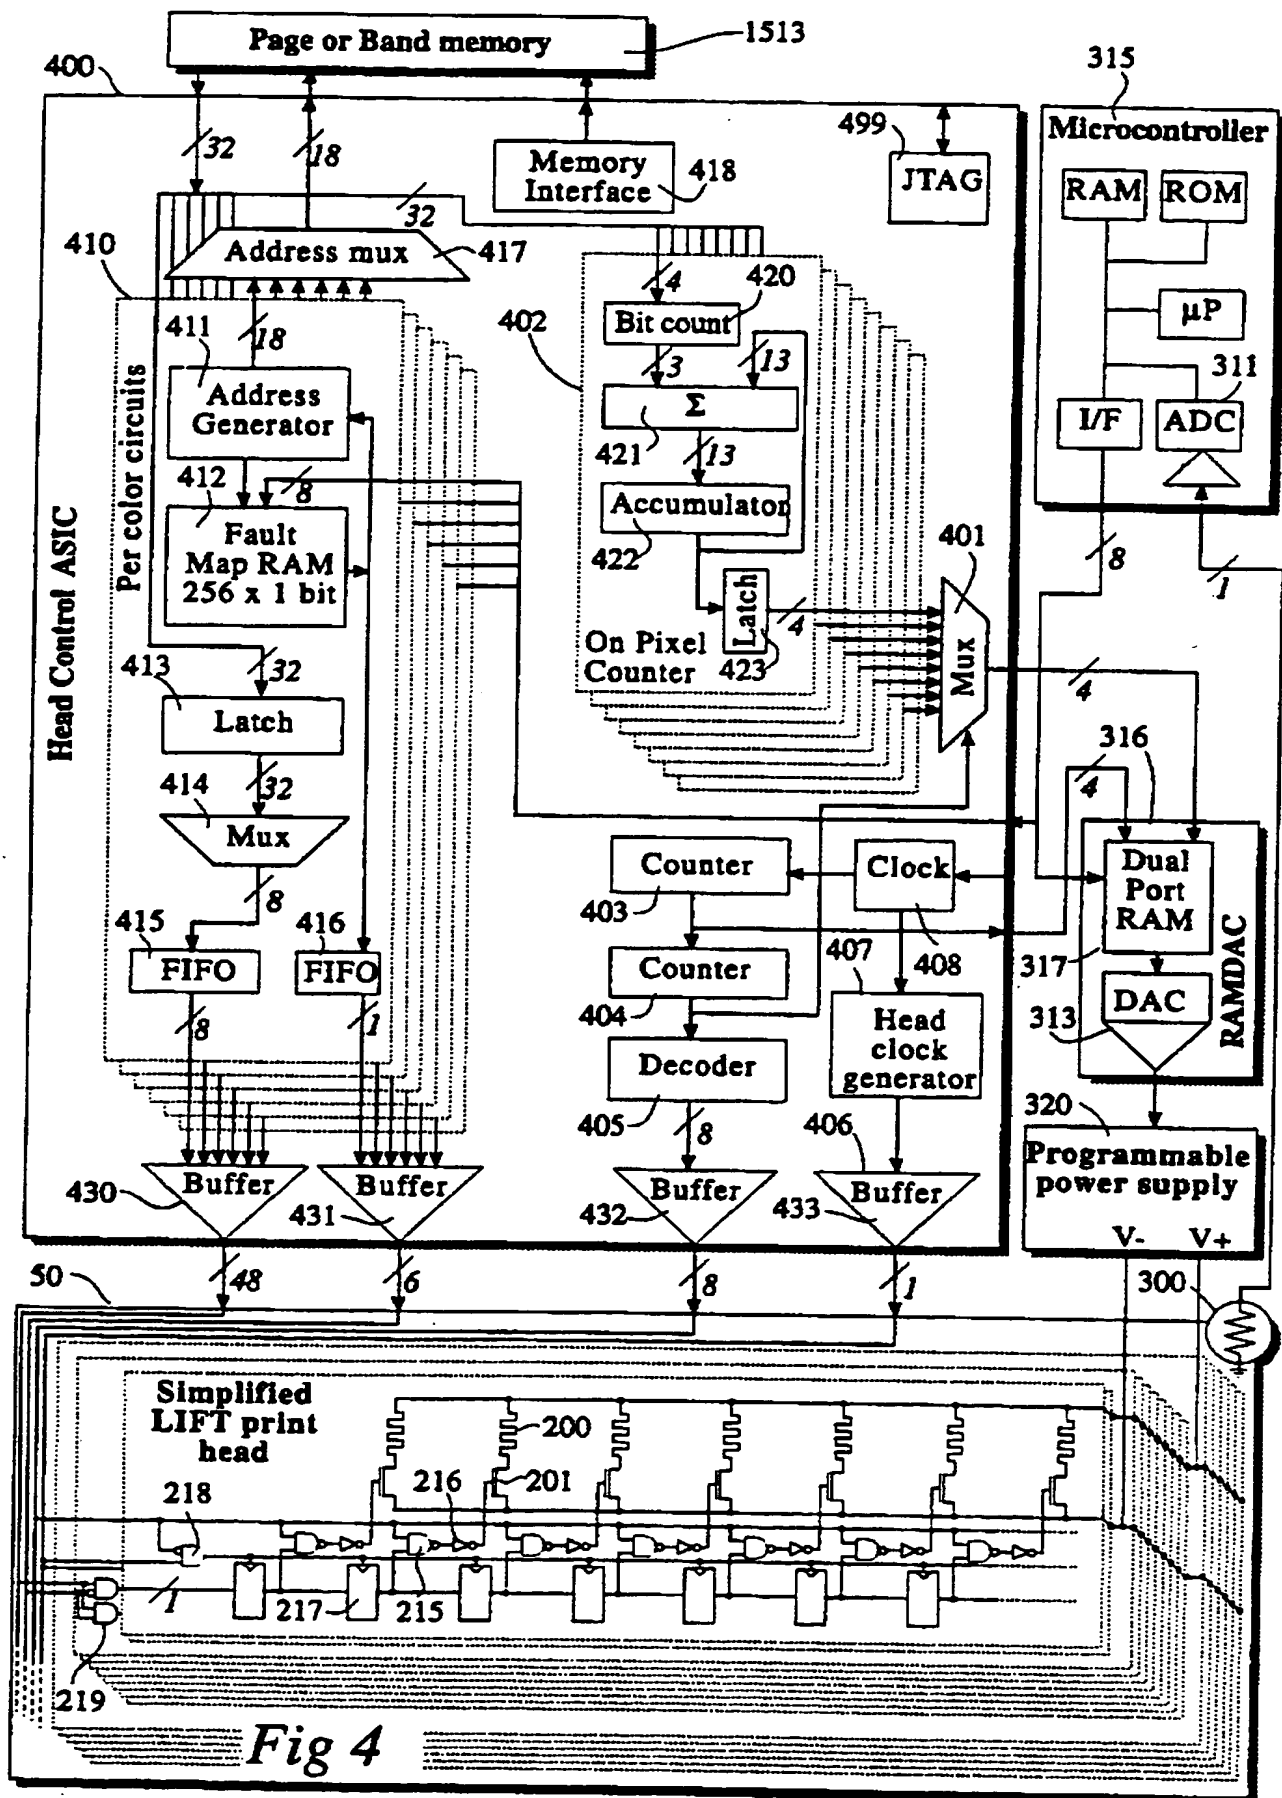 Page or Band memory
1513
400
315
Microcontroller
32
18
499
Memory
Interface
418
JTAG
RAM
ROM
32
410
Address mux
417
4
420
µP
411
18
402
Bit count
3
13
311
Per color circuits
Address
Generator
Σ
I/F
ADC
421
13
412
8
Accumulator
Fault
Map RAM
256 x 1 bit
422
401
8
1
Head Control ASIC
Latch
4
On Pixel
Counter
423
Mux
413
32
4
Latch
316
414
32
4
Mux
Counter
Clock
Dual
Port
RAM
8
403
415
416
407
408
317
RAMDAC
FIFO
FIFO
Counter
DAC
404
313
8
1
Head
clock
generator
Decoder
320
405
8
406
Programmable
power supply
Buffer
Buffer
Buffer
Buffer
430
431
432
433
V-
V+
50
48
6
8
1
300
Simplified
LIFT print
head
200
201
218
216
1
217
215
219
Fig 4